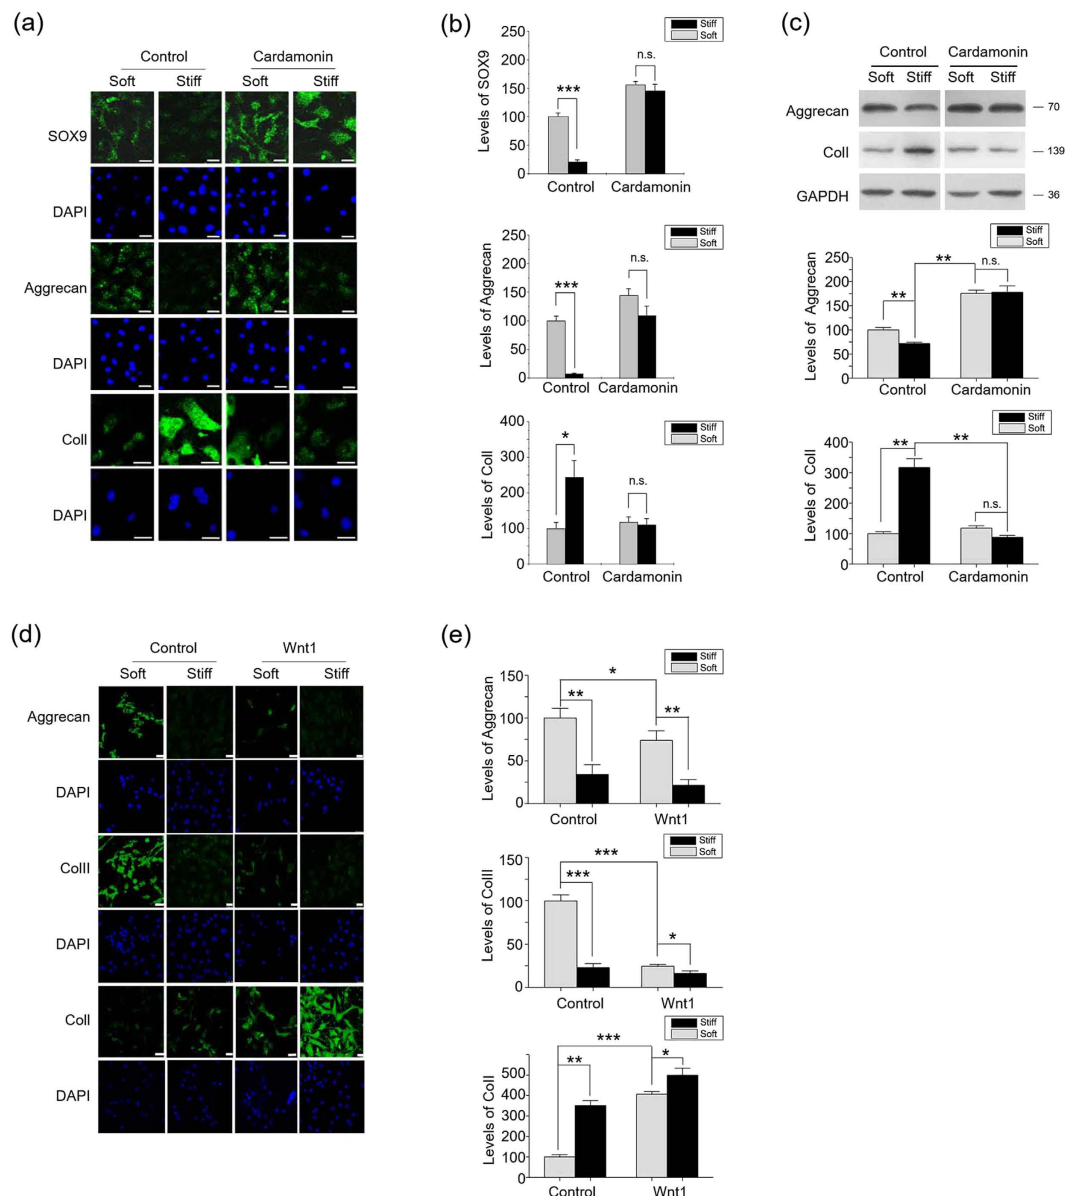 (a)
Control Cardamonin
Soft Stiff Soft Stiff
SOX9
DAPI
Aggrecan
DAPI
ColI
DAPI
(b)
Stiff
Soft
Levels of SOX9
250
200
150
100
50
0
***
n.s.
Control Cardamonin
Stiff
Soft
Levels of Aggrecan
250
200
150
100
50
0
***
n.s.
Control Cardamonin
Stiff
Soft
Levels of ColI
400
300
200
100
0
*
n.s.
Control Cardamonin
(c)
Control Cardamonin
Soft Stiff Soft Stiff
Aggrecan — 70
ColI — 139
GAPDH — 36
Stiff
Soft
Levels of Aggrecan
250
200
150
100
50
0
**
**
n.s.
Control Cardamonin
Stiff
Soft
Levels of ColI
400
300
200
100
0
**
**
n.s.
Control Cardamonin
(d)
Control Wnt1
Soft Stiff Soft Stiff
Aggrecan
DAPI
ColII
DAPI
ColI
DAPI
(e)
Stiff
Soft
Levels of Aggrecan
150
100
50
0
*
**
**
Control Wnt1
Stiff
Soft
Levels of ColII
150
100
50
0
***
***
*
Control Wnt1
Stiff
Soft
Levels of ColI
500
400
300
200
100
0
***
**
*
Control Wnt1